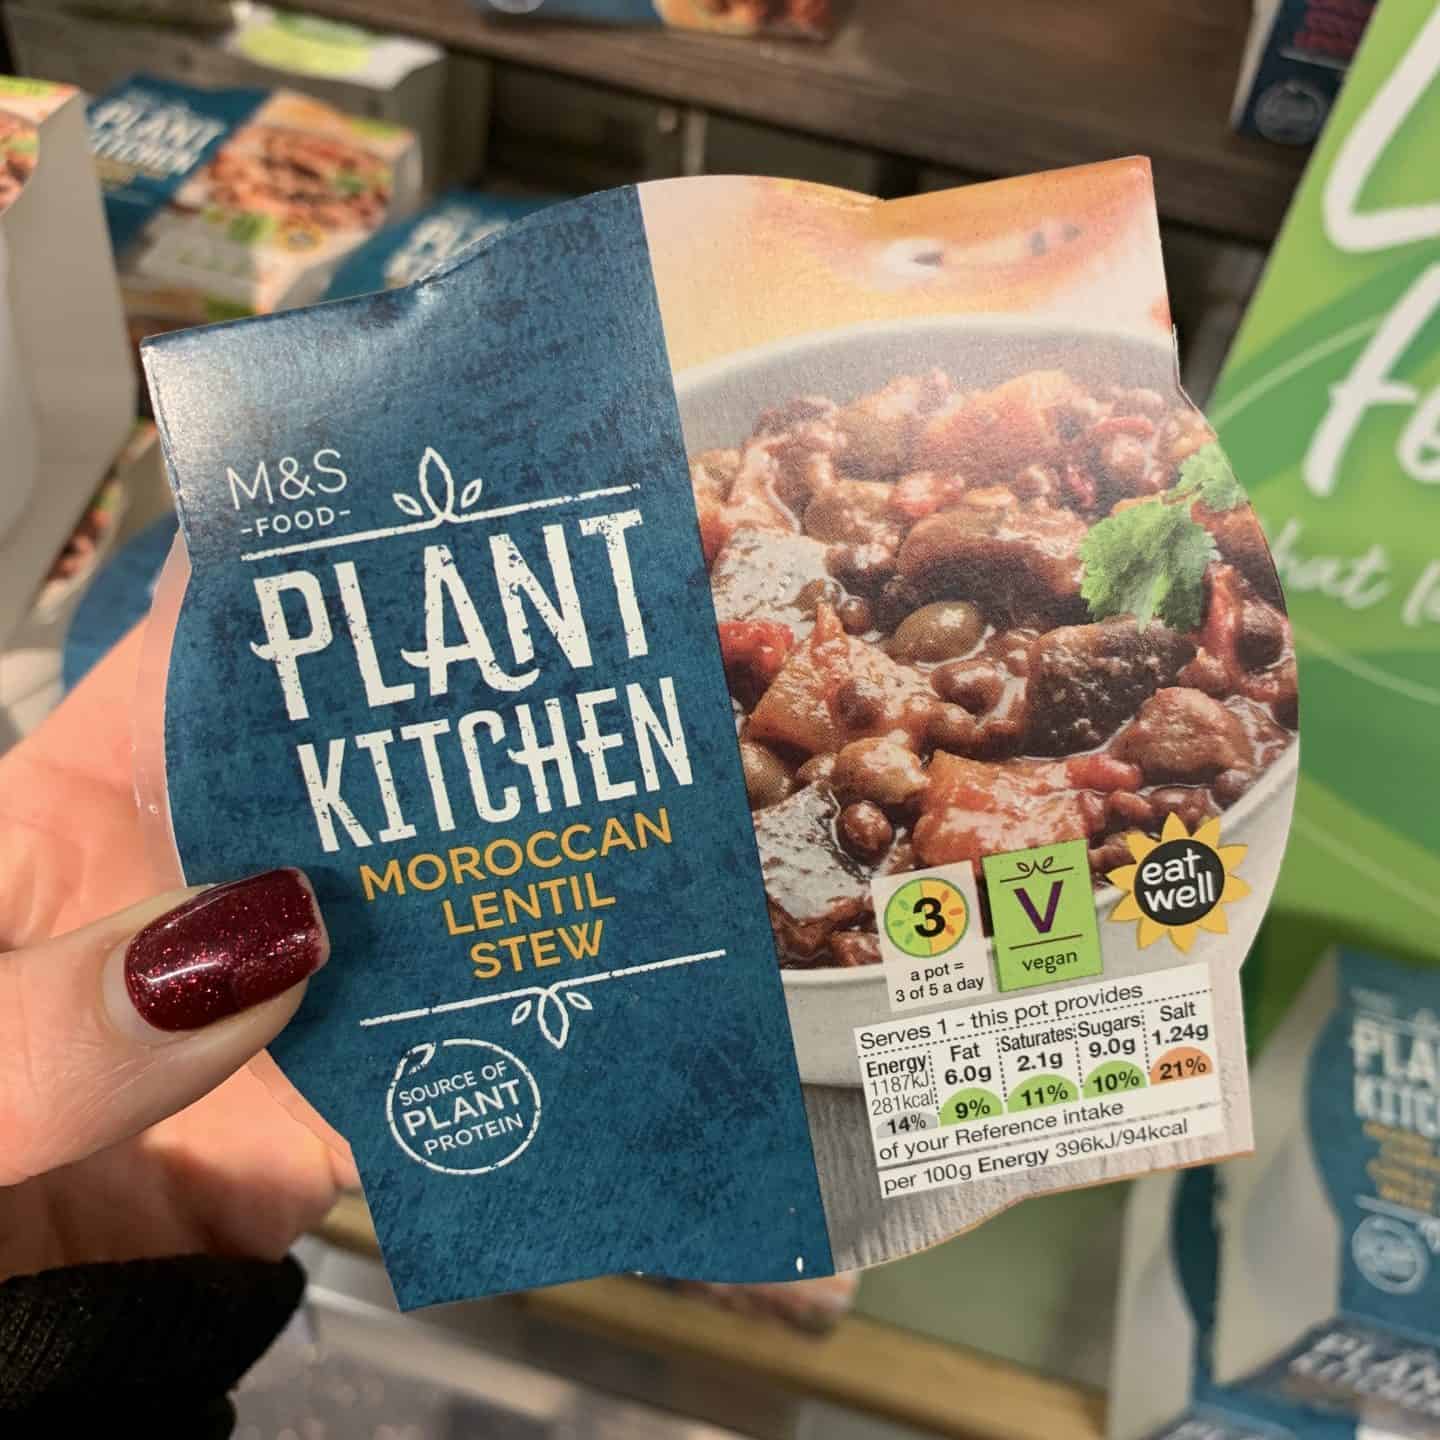 M&S
-FOOD-
PLANT
KITCHEN
MOROCCAN
LENTIL
STEW
SOURCE OF
PLANT
PROTEIN
3
a pot =
3 of 5 a day
V
vegan
eat
well
Serves 1 - this pot provides
Energy
1187kJ
281kcal
14%
Fat
6.0g
9%
Saturates
2.1g
11%
Sugars
9.0g
10%
Salt
1.24g
21%
of your Reference intake
per 100g Energy 396kJ/94kcal
PLANT
KITCHEN